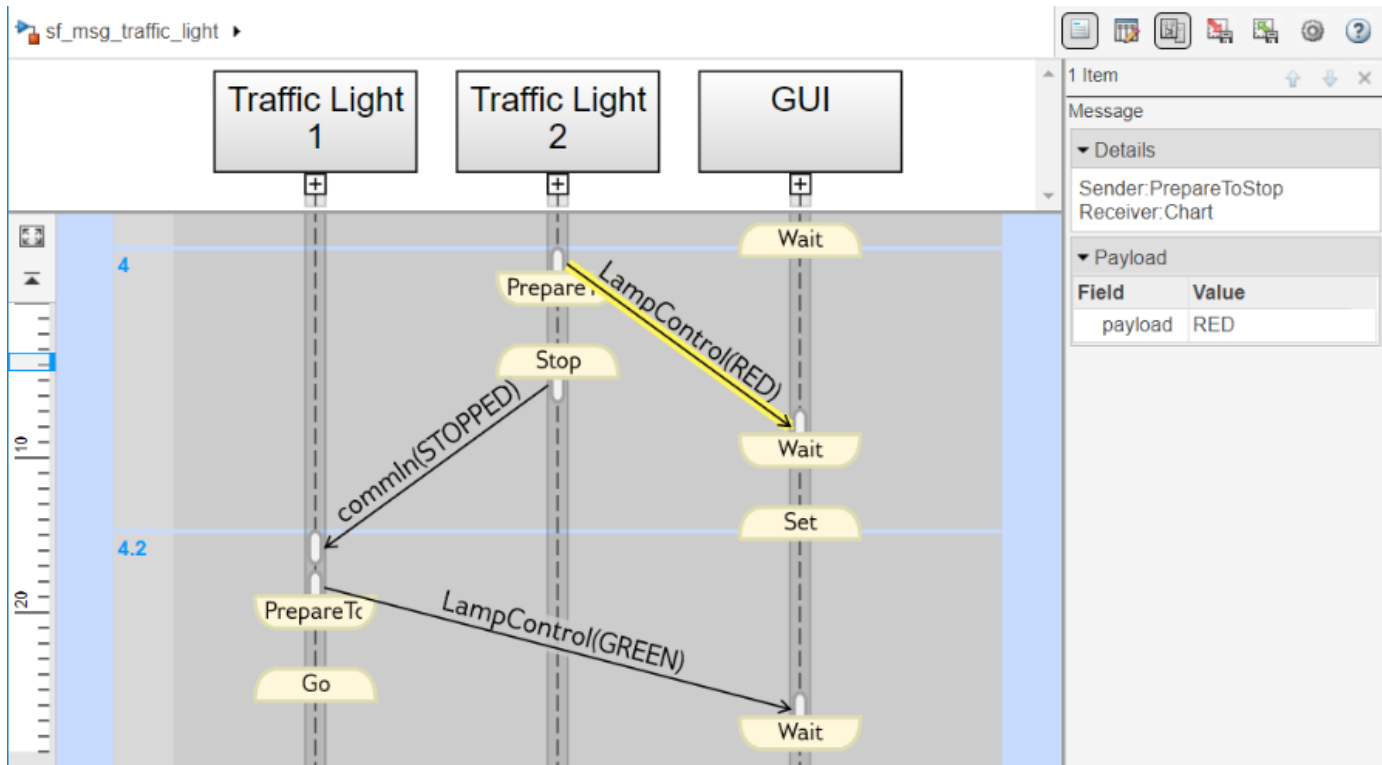 sf_msg_traffic_light
1 Item
Message
Details
Sender:PrepareToStop
Receiver:Chart
Payload
Field Value
payload RED
Traffic Light
1
Traffic Light
2
GUI
Wait
4
PrepareT
LampControl(RED)
Stop
commIn(STOPPED)
10
Wait
Set
4.2
20
PrepareTo
LampControl(GREEN)
Go
Wait